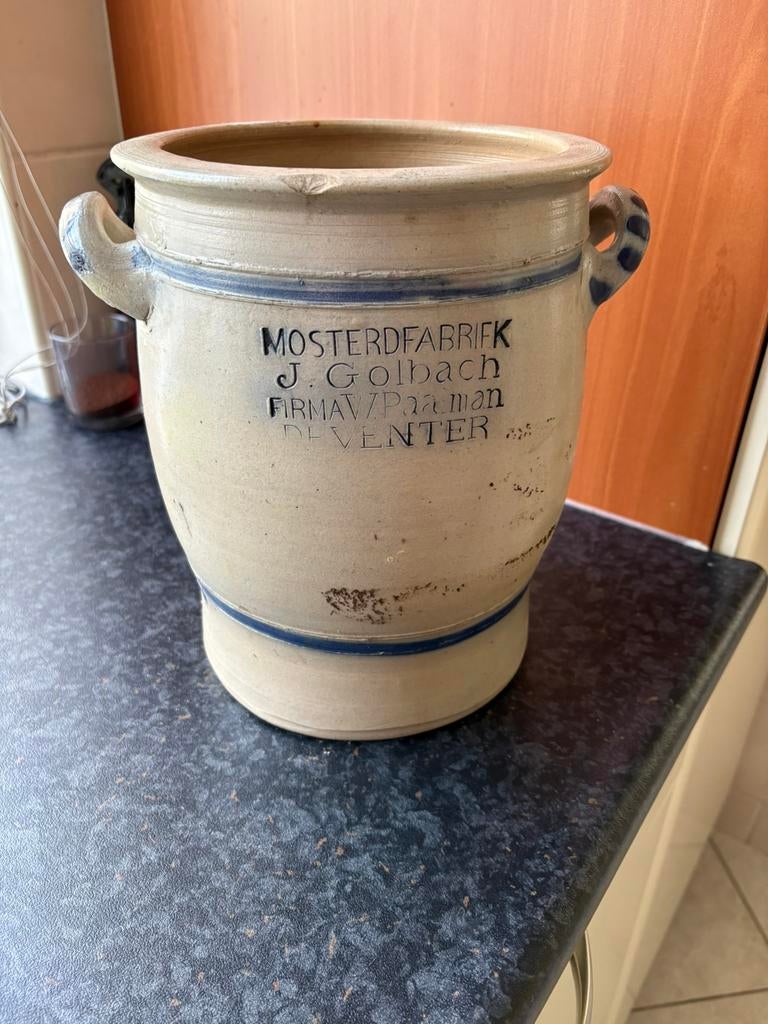 MOSTERDFABRIEK
J. Golbach
FIRMA W/Paaman
DEVENTER